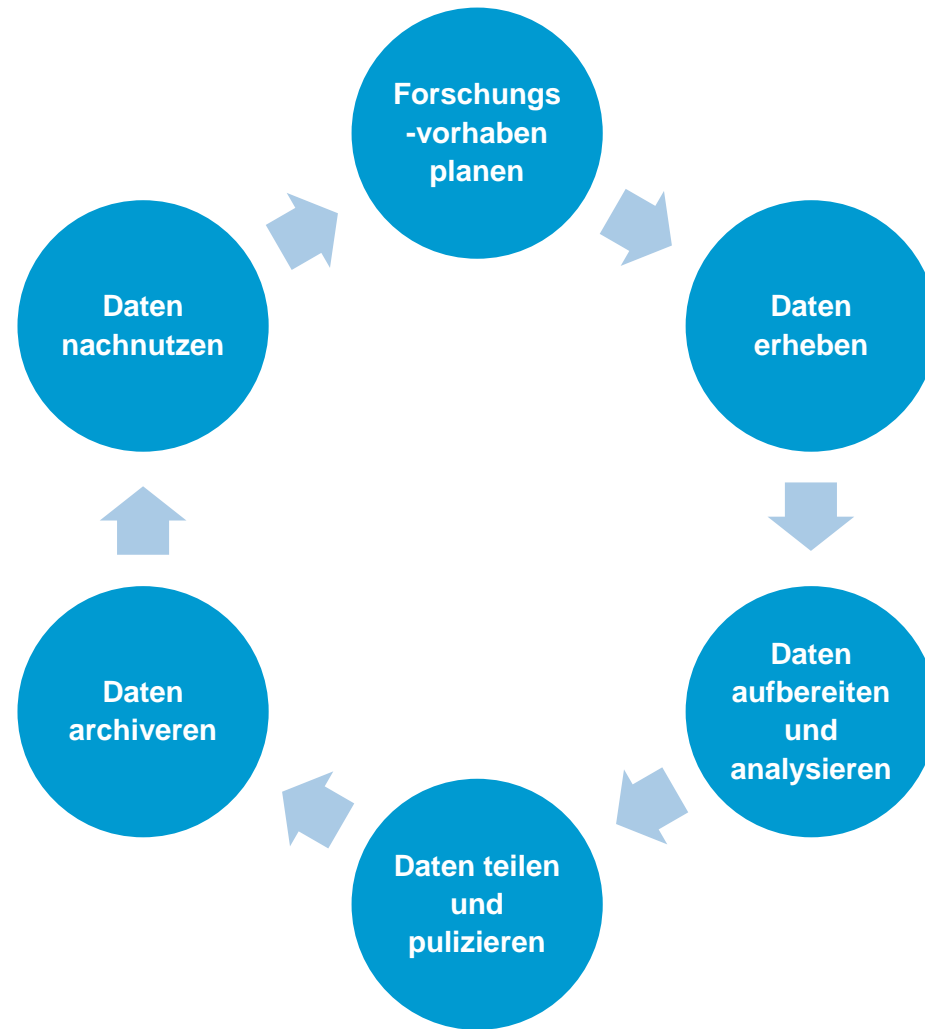 Forschungs
-vorhaben
planen
Daten
erheben
Daten
aufbereiten
und
analysieren
Daten teilen
und
pulizieren
Daten
archiveren
Daten
nachnutzen